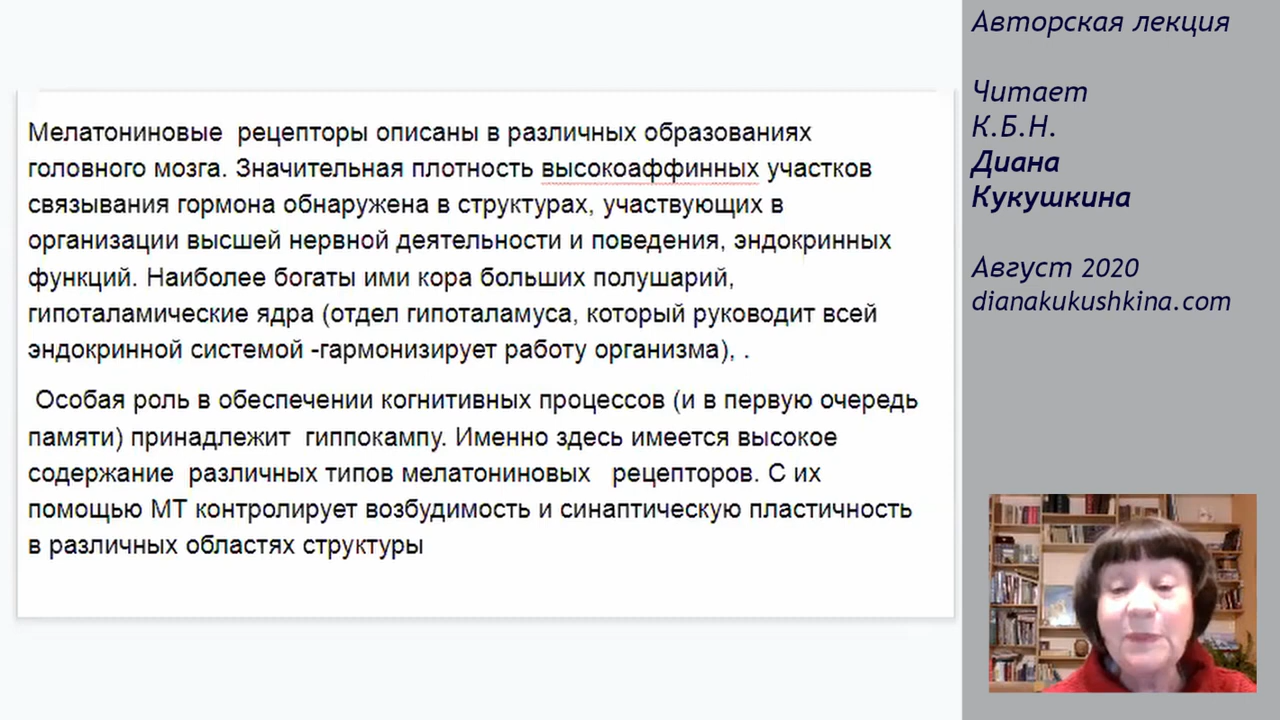 Мелатониновые рецепторы описаны в различных образованиях
головного мозга. Значительная плотность высокоаффинных участков
связывания гормона обнаружена в структурах, участвующих в
организации высшей нервной деятельности и поведения, эндокринных
функций. Наиболее богаты ими кора больших полушарий,
гипоталамические ядра (отдел гипоталамуса, который руководит всей
эндокринной системой -гармонизирует работу организма), .
Особая роль в обеспечении когнитивных процессов (и в первую очередь
памяти) принадлежит гиппокампу. Именно здесь имеется высокое
содержание различных типов мелатониновых рецепторов. С их
помощью МТ контролирует возбудимость и синаптическую пластичность
в различных областях структуры
Авторская лекция
Читает
К.Б.Н.
Диана
Кукушкина
Август 2020
dianakukushkina.com